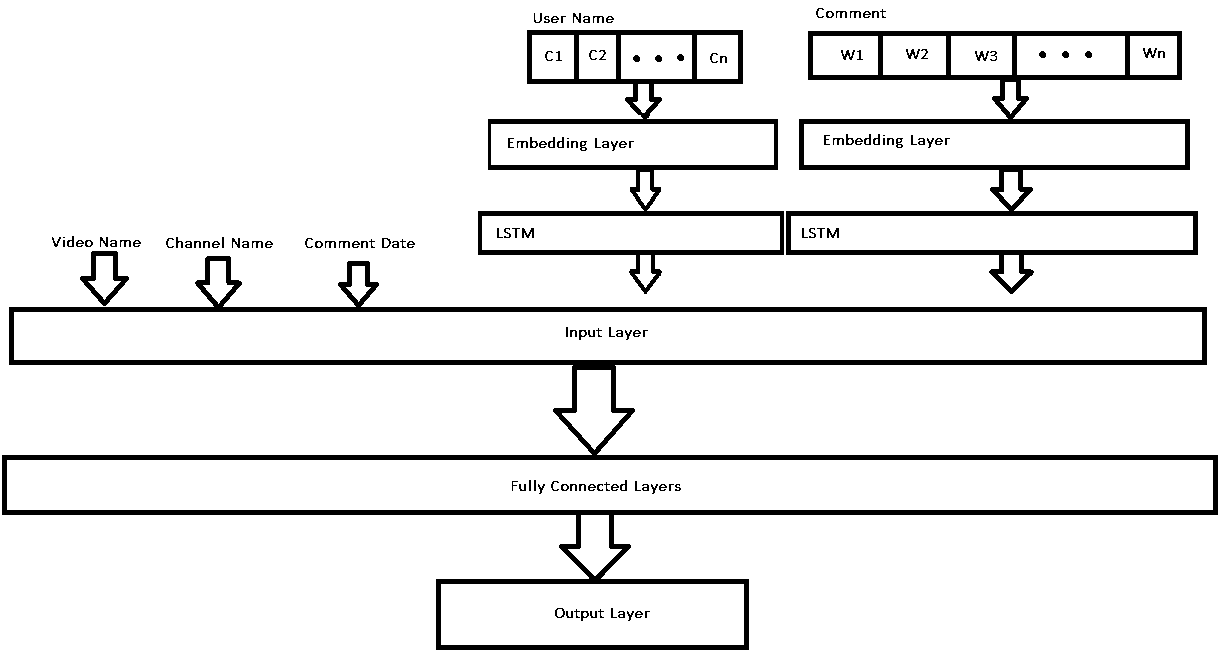 User Name
Comment
C1 C2 • • • Cn
W1 W2 W3 • • • Wn
Embedding Layer
Embedding Layer
LSTM
LSTM
Video Name
Channel Name
Comment Date
Input Layer
Fully Connected Layers
Output Layer